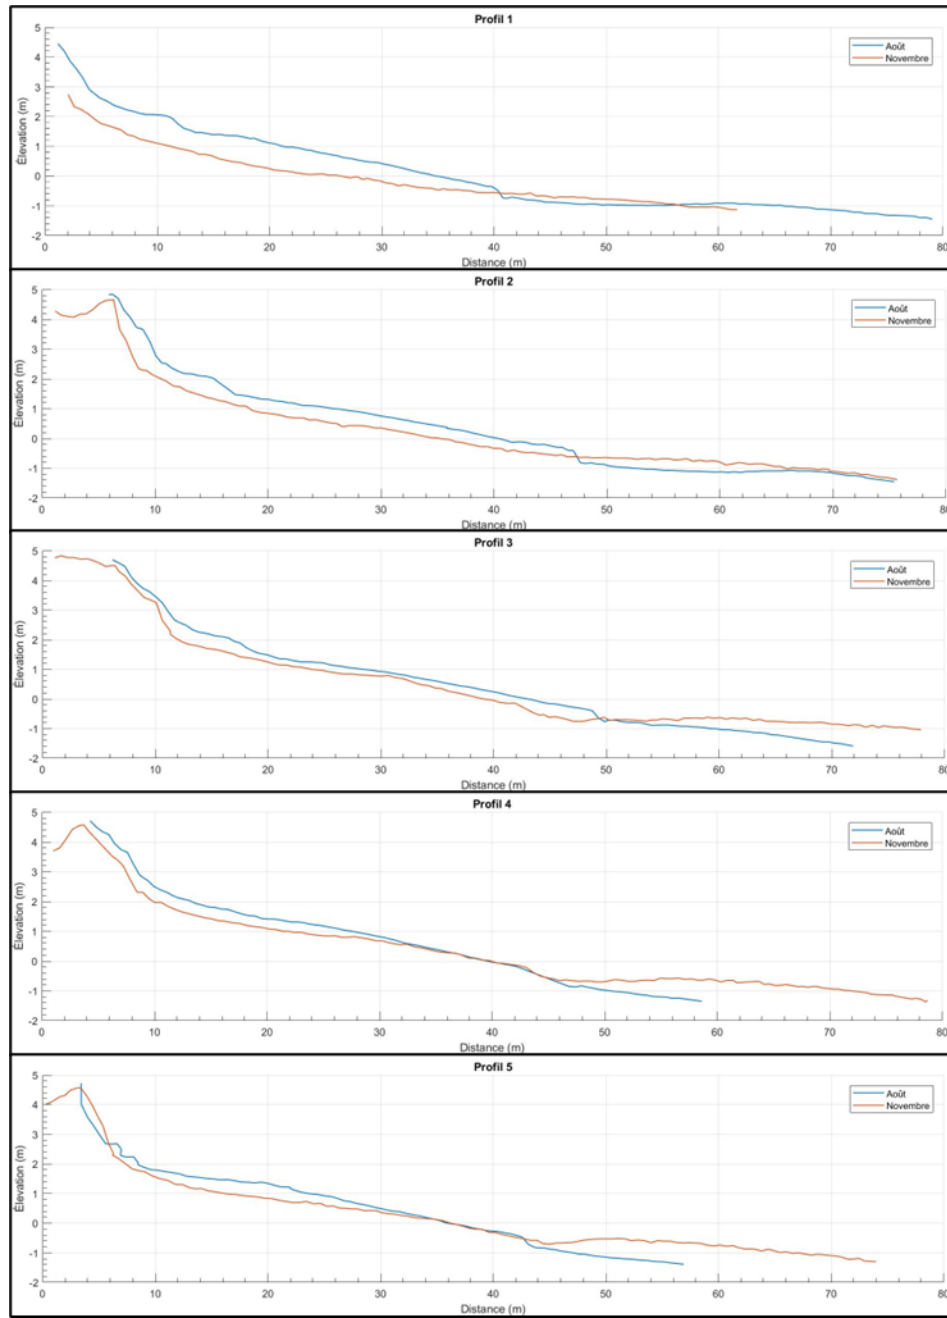 Profil 1
5
4
3
2
1
0
-1
-2
Élevation (m)
Août
Novembre
0 10 20 30 40 50 60 70 80
Distance (m)
Profil 2
5
4
3
2
1
0
-1
-2
Élevation (m)
Août
Novembre
0 10 20 30 40 50 60 70 80
Distance (m)
Profil 3
5
4
3
2
1
0
-1
-2
Élevation (m)
Août
Novembre
0 10 20 30 40 50 60 70 80
Distance (m)
Profil 4
5
4
3
2
1
0
-1
-2
Élevation (m)
Août
Novembre
0 10 20 30 40 50 60 70 80
Distance (m)
Profil 5
5
4
3
2
1
0
-1
-2
Élevation (m)
Août
Novembre
0 10 20 30 40 50 60 70 80
Distance (m)